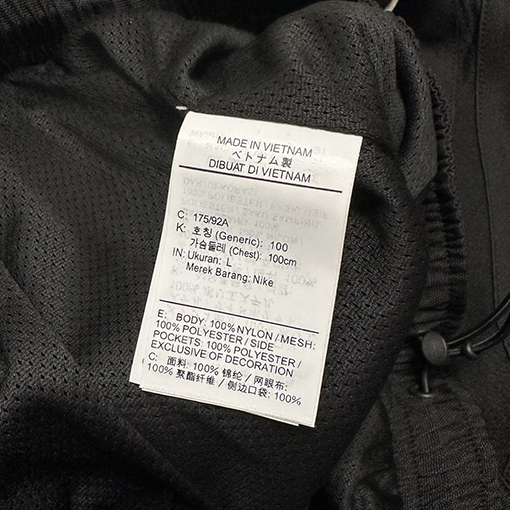 MADE IN VIETNAM
ベトナム製
DIBUAT DI VIETNAM
C: 175/92A
K: 호칭 (Generic): 100
가슴둘레 (Chest): 100cm
IN: Ukuran: L
Merek Barang: Nike
E: BODY: 100% NYLON / MESH:
100% POLYESTER / SIDE
POCKETS: 100% POLYESTER /
EXCLUSIVE OF DECORATION
C: 面料: 100% 锦纶 / 网眼布:
100% 聚酯纤维 / 侧边口袋: 100%